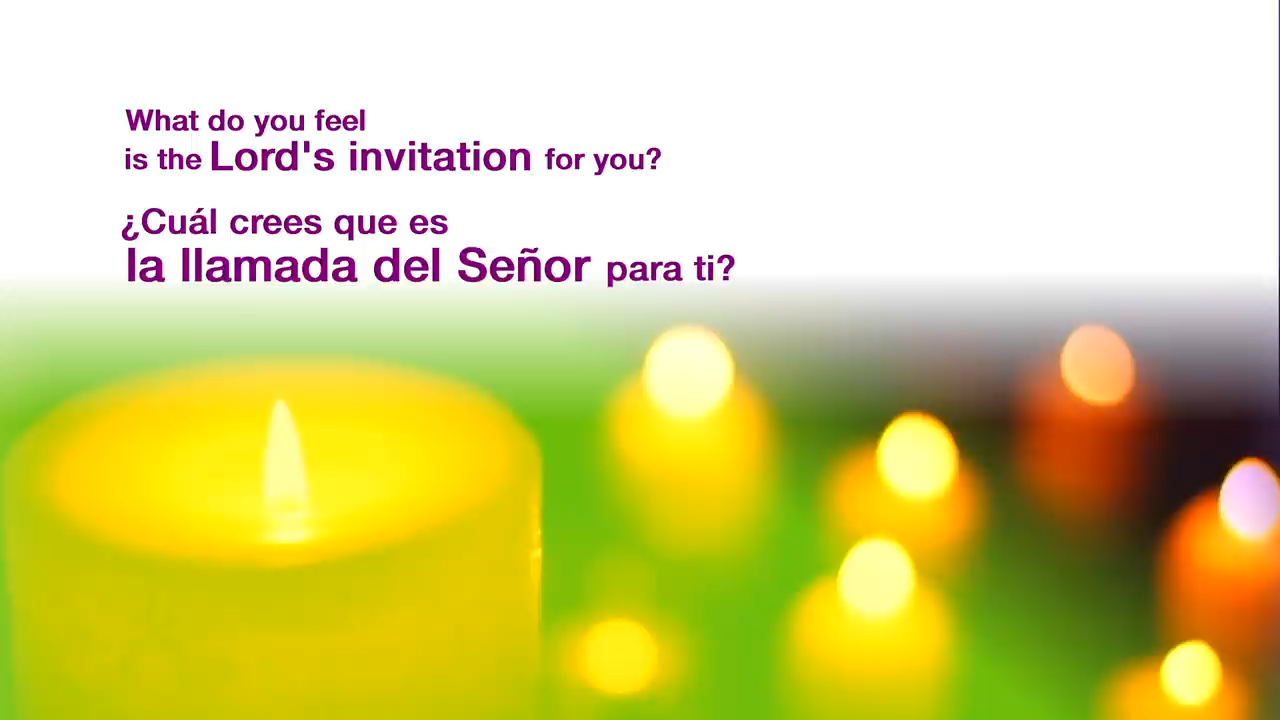 What do you feel
is the Lord's invitation for you?
¿Cuál crees que es
la llamada del Señor para ti?